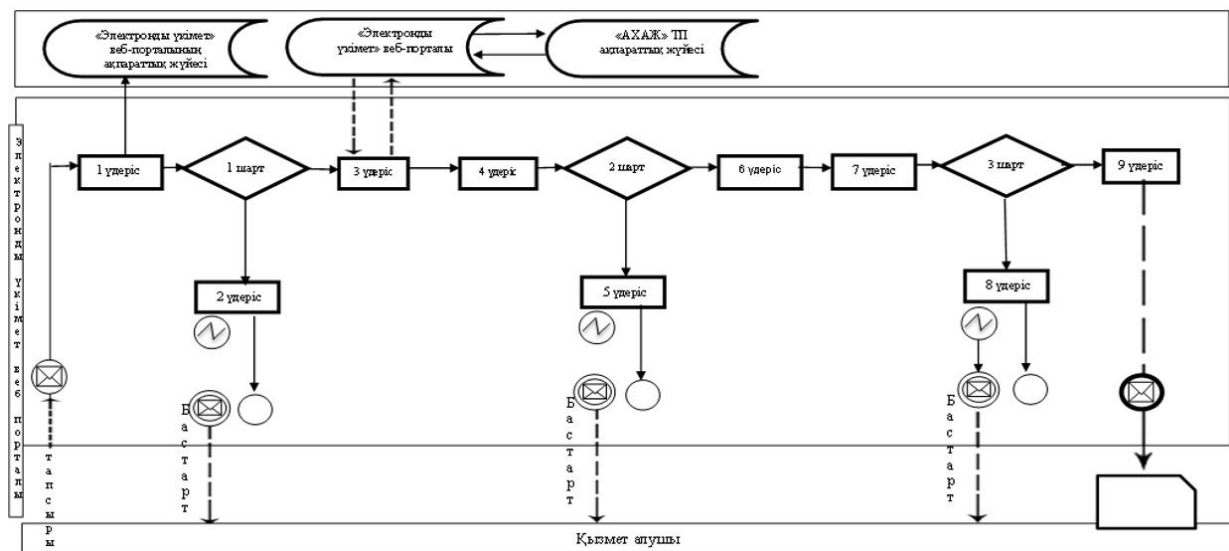 «Электронды үкімет»
веб-порталының
ақпараттық жүйесі
«Электронды
үкімет» веб-порталы
«АХАЖ» ТП
ақпараттық жүйесі
Электронды үкімет веб порталы
1 үдеріс
1 шарт
3 үдеріс
4 үдеріс
2 шарт
6 үдеріс
7 үдеріс
3 шарт
9 үдеріс
2 үдеріс
5 үдеріс
8 үдеріс
тапсыры
Бастарт
Бастарт
Бастарт
Қызмет алушы